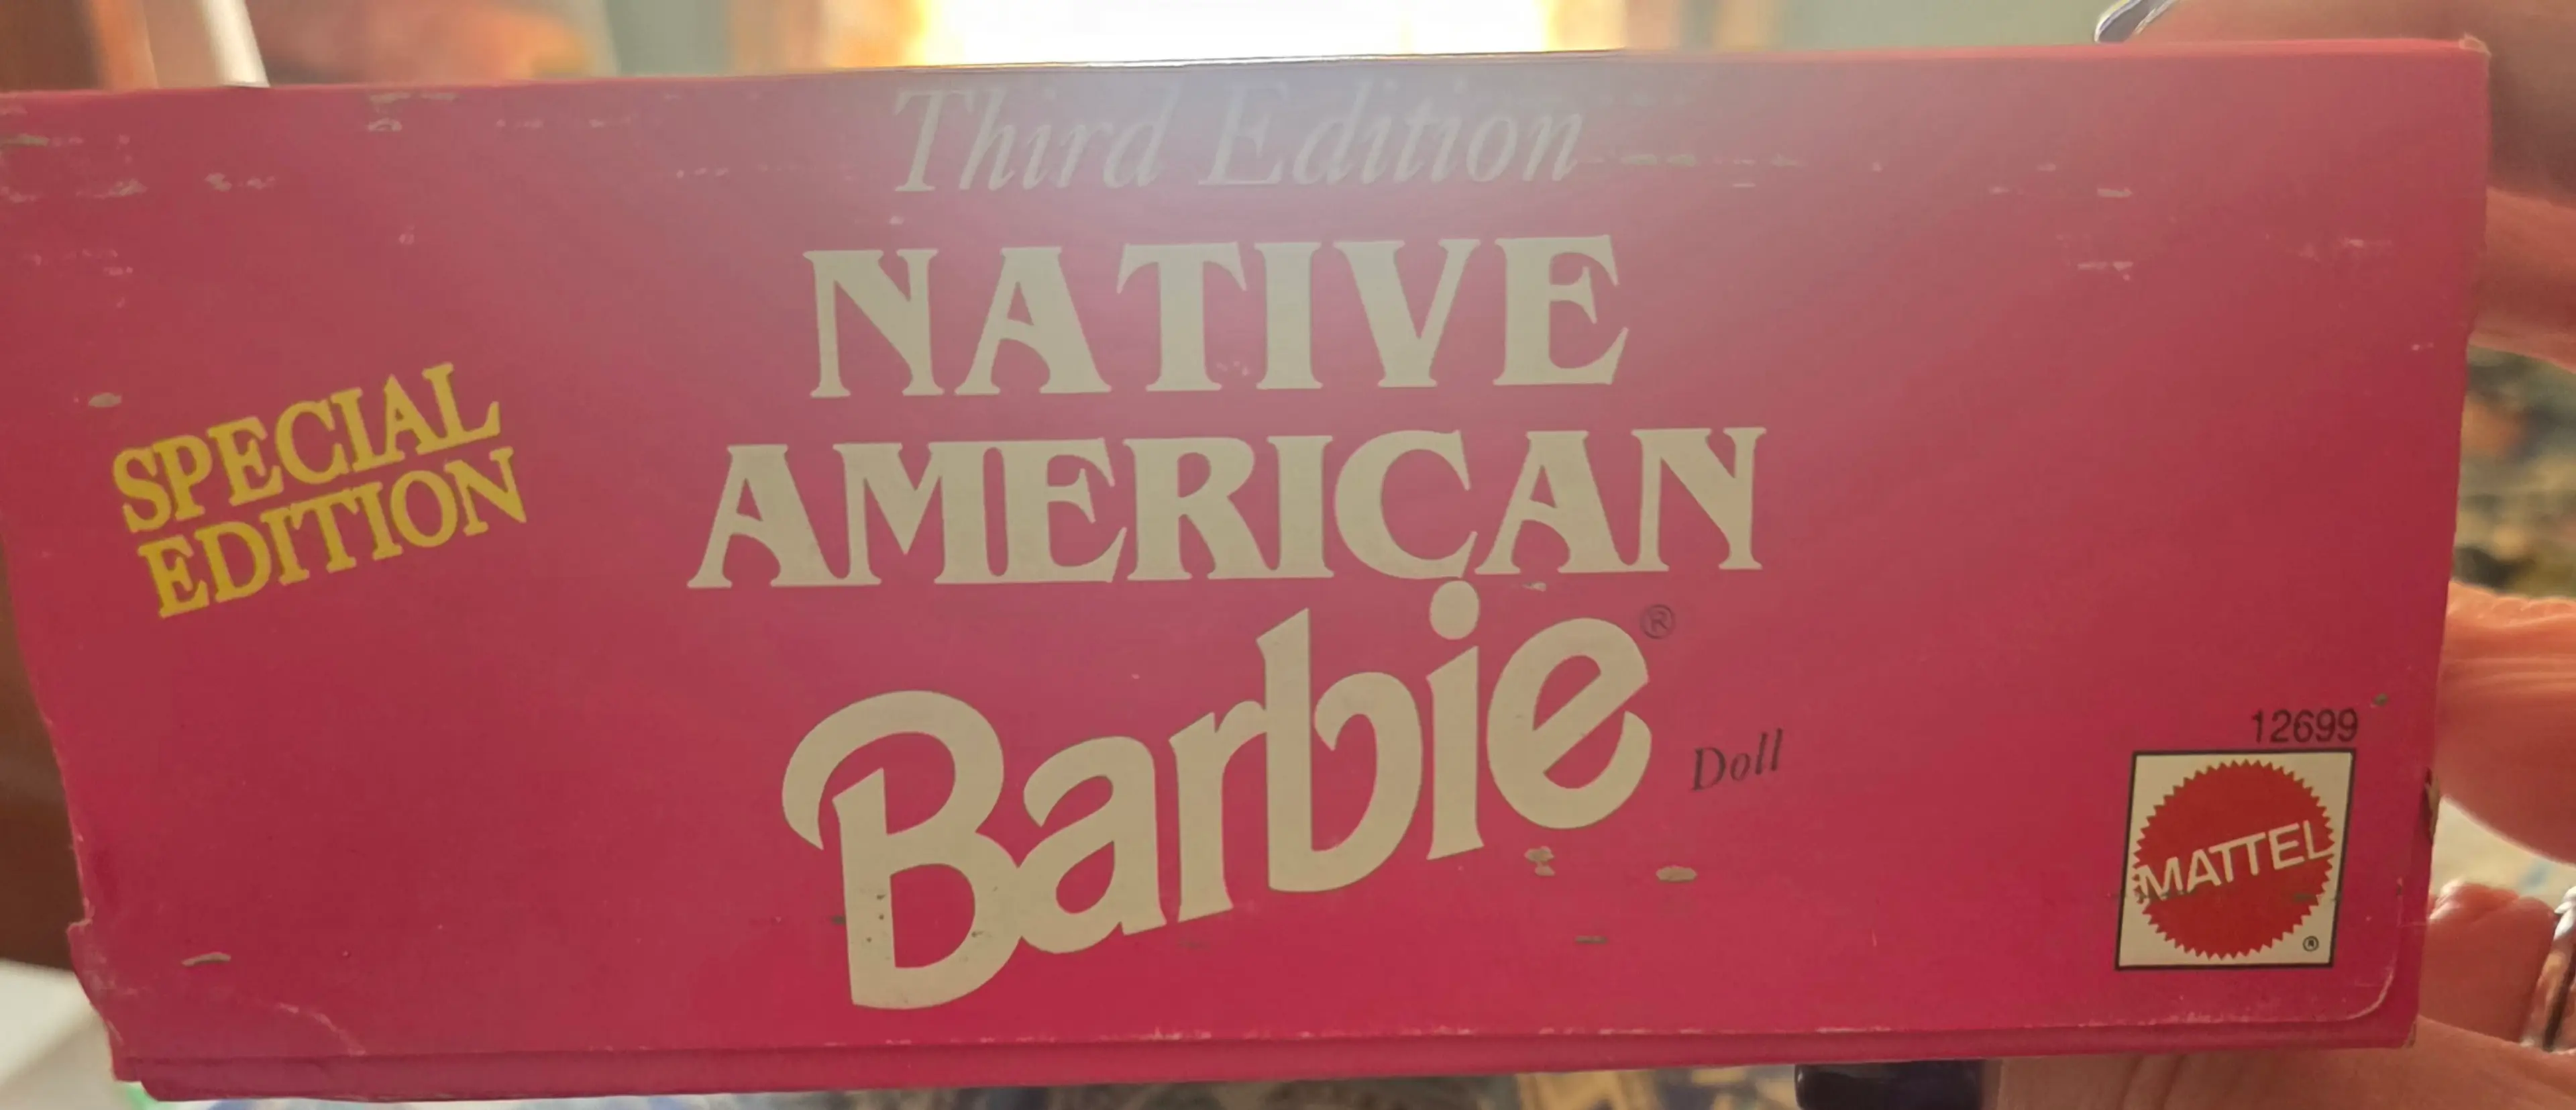 Third Edition
NATIVE
AMERICAN
Barbie®
Doll
SPECIAL
EDITION
12699
MATTEL
®